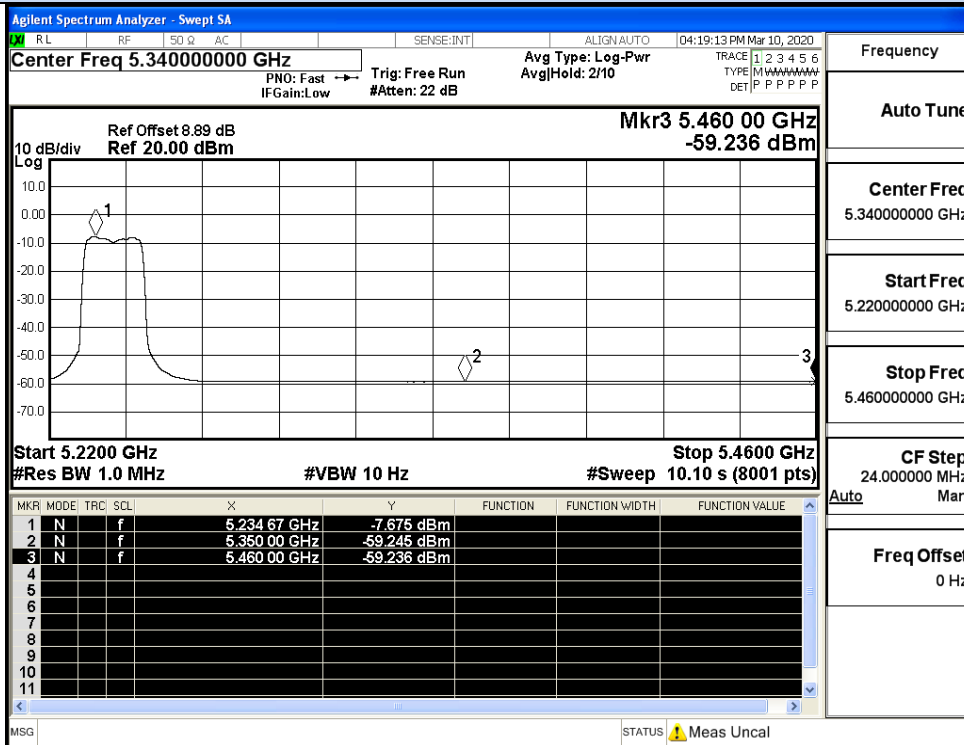 Agilent Spectrum Analyzer - Swept SA
LXI RL RF 50 Ω AC SENSE:INT ALIGN AUTO 04:19:13 PM Mar 10, 2020
Center Freq 5.340000000 GHz
PNO: Fast
IFGain:Low
Trig: Free Run
#Atten: 22 dB
Avg Type: Log-Pwr
Avg|Hold: 2/10
TRACE 1 2 3 4 5 6
TYPE M WWWWW
DET P P P P P P
Mkr3 5.460 00 GHz
-59.236 dBm
Ref Offset 8.89 dB
10 dB/div Ref 20.00 dBm
Log
10.0
0.00
-10.0
-20.0
-30.0
-40.0
-50.0
-60.0
-70.0
1
2
3
Start 5.2200 GHz Stop 5.4600 GHz
#Res BW 1.0 MHz #VBW 10 Hz #Sweep 10.10 s (8001 pts)
MKR MODE TRC SCL X Y FUNCTION FUNCTION WIDTH FUNCTION VALUE
1 N f 5.234 67 GHz -7.675 dBm
2 N f 5.350 00 GHz -59.245 dBm
3 N f 5.460 00 GHz -59.236 dBm
4
5
6
7
8
9
10
11
MSG STATUS Meas Uncal
Frequency
Auto Tune
Center Freq
5.340000000 GHz
Start Freq
5.220000000 GHz
Stop Freq
5.460000000 GHz
CF Step
24.000000 MHz
Auto Man
Freq Offset
0 Hz